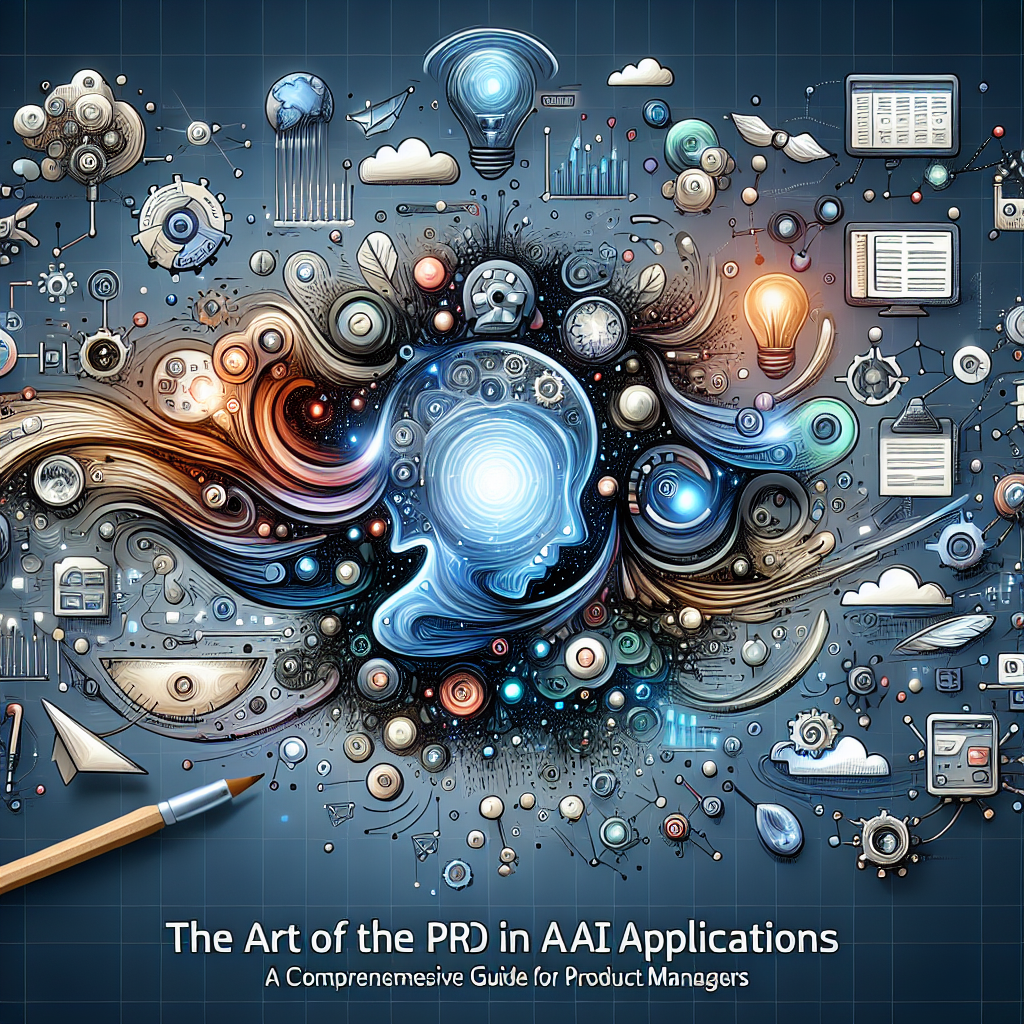 The Art of the PRD in AAI Applications
A Comprenemesive Guide for Product Managers